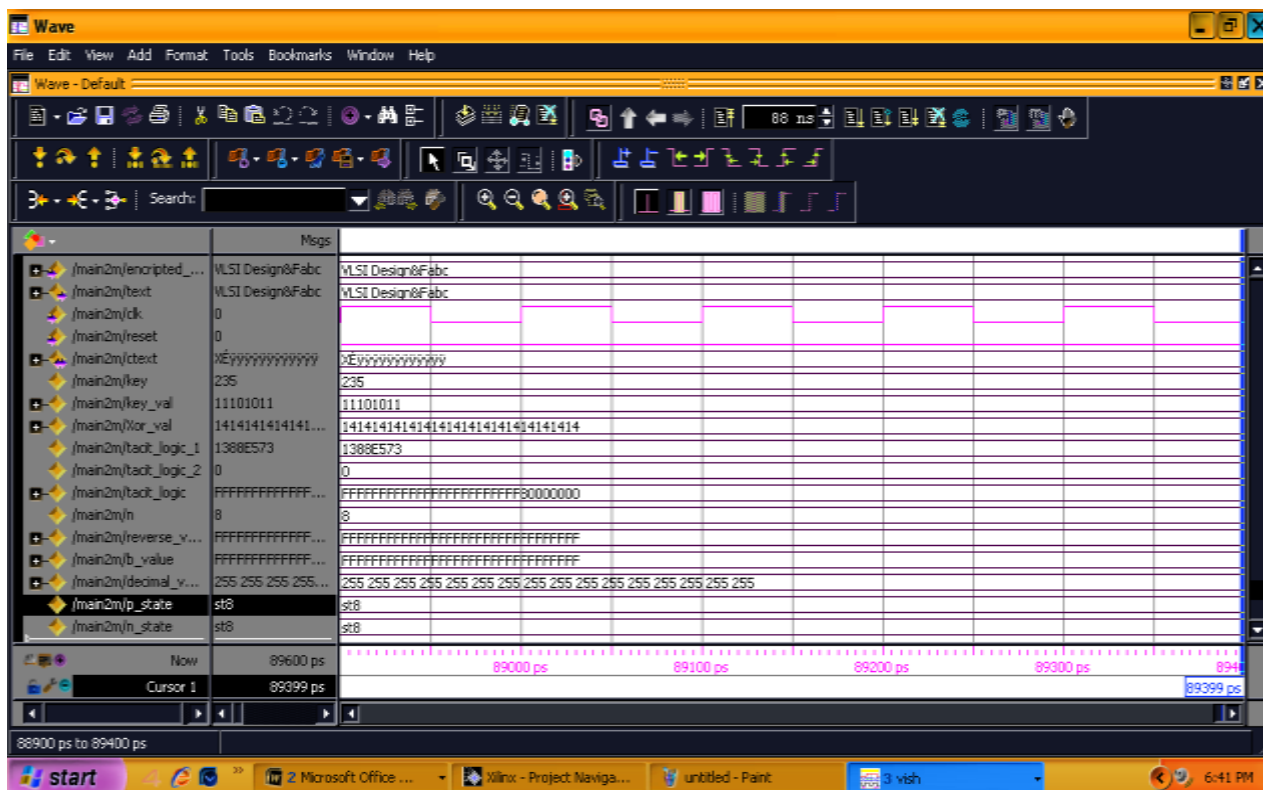 Wave
File Edit View Add Format Tools Bookmarks Window Help
Wave - Default
88 ns
Search:
Msgs
/main2m/encripted_... VLSI Design&Fabc VLSI Design&Fabc
/main2m/text VLSI Design&Fabc VLSI Design&Fabc
/main2m/clk 0
/main2m/reset 0
/main2m/ctext
/main2m/key 235 235
/main2m/key_val 11101011 11101011
/main2m/Xor_val 1414141414141... 14141414141414141414141414141414
/main2m/tacit_logic_1 1388E573 1388E573
/main2m/tacit_logic_2 0 0
/main2m/tacit_logic FFFFFFFFFFFFF... FFFFFFFFFFFFFFFFFFFFFFFF80000000
/main2m/n 8 8
/main2m/reverse_v... FFFFFFFFFFFFF... FFFFFFFFFFFFFFFFFFFFFFFFFFFFFFFF
/main2m/b_value FFFFFFFFFFFFF... FFFFFFFFFFFFFFFFFFFFFFFFFFFFFFFF
/main2m/decimal_v... 255 255 255 255... 255 255 255 255 255 255 255 255 255 255 255 255 255 255 255 255
/main2m/p_state st8 st8
/main2m/n_state st8 st8
Now 89600 ps 89000 ps 89100 ps 89200 ps 89300 ps 894
Cursor 1 89399 ps 89399 ps
88900 ps to 89400 ps
start 2 Microsoft Office ... Xilinx - Project Naviga... untitled - Paint 3 vish 6:41 PM